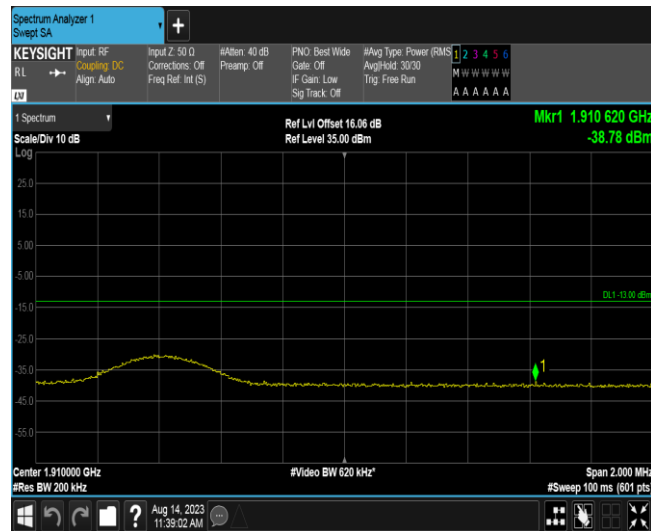 Spectrum Analyzer 1
Swept SA
+
KEYSIGHT
RL
LXI
Input: RF
Coupling: DC
Align: Auto
Input Z: 50 Ω
Corrections: Off
Freq Ref: Int (S)
#Atten: 40 dB
Preamp: Off
PNO: Best Wide
Gate: Off
IF Gain: Low
Sig Track: Off
#Avg Type: Power (RMS
Avg|Hold: 30/30
Trig: Free Run
1 2 3 4 5 6
M W W W W W
A A A A A A
1 Spectrum
Scale/Div 10 dB
Log
Ref Lvl Offset 16.06 dB
Ref Level 35.00 dBm
Mkr1 1.910 620 GHz
-38.78 dBm
25.0
15.0
5.00
-5.00
DL1 -13.00 dBm
-15.0
-25.0
-35.0
1
-45.0
-55.0
Center 1.910000 GHz
#Video BW 620 kHz*
Span 2.000 MHz
#Res BW 200 kHz
#Sweep 100 ms (601 pts
?
Aug 14, 2023
11:39:02 AM